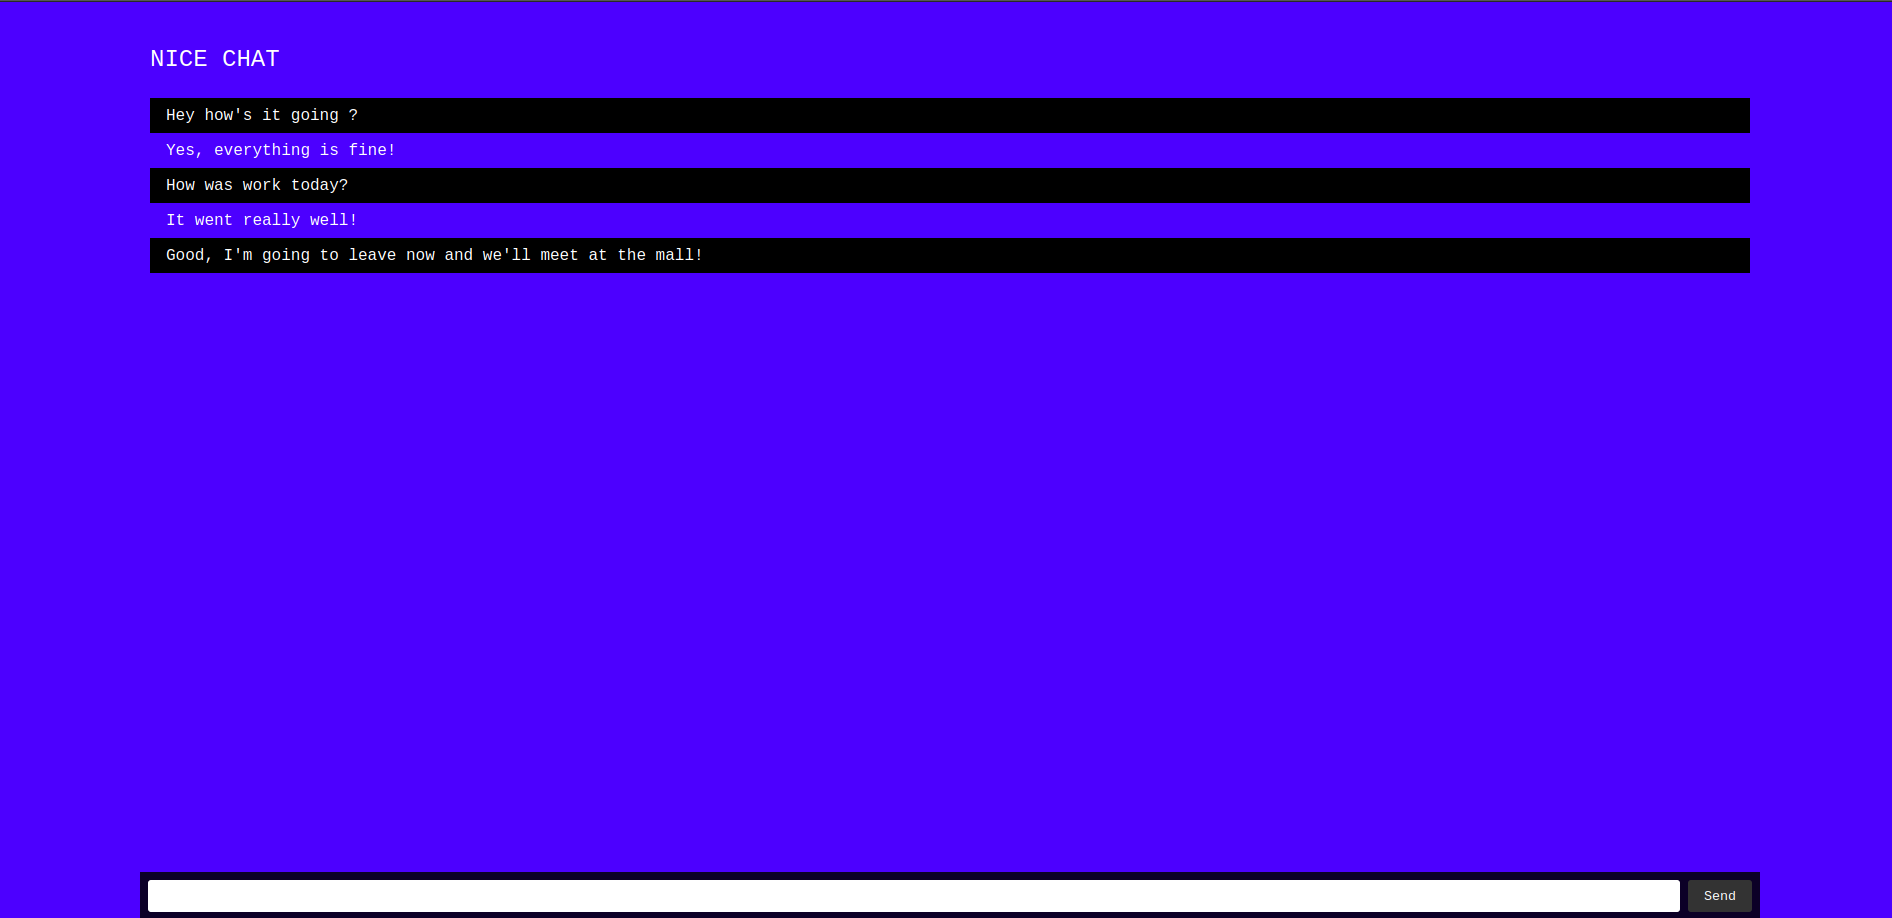 NICE CHAT
Hey how's it going ?
Yes, everything is fine!
How was work today?
It went really well!
Good, I'm going to leave now and we'll meet at the mall!
Send